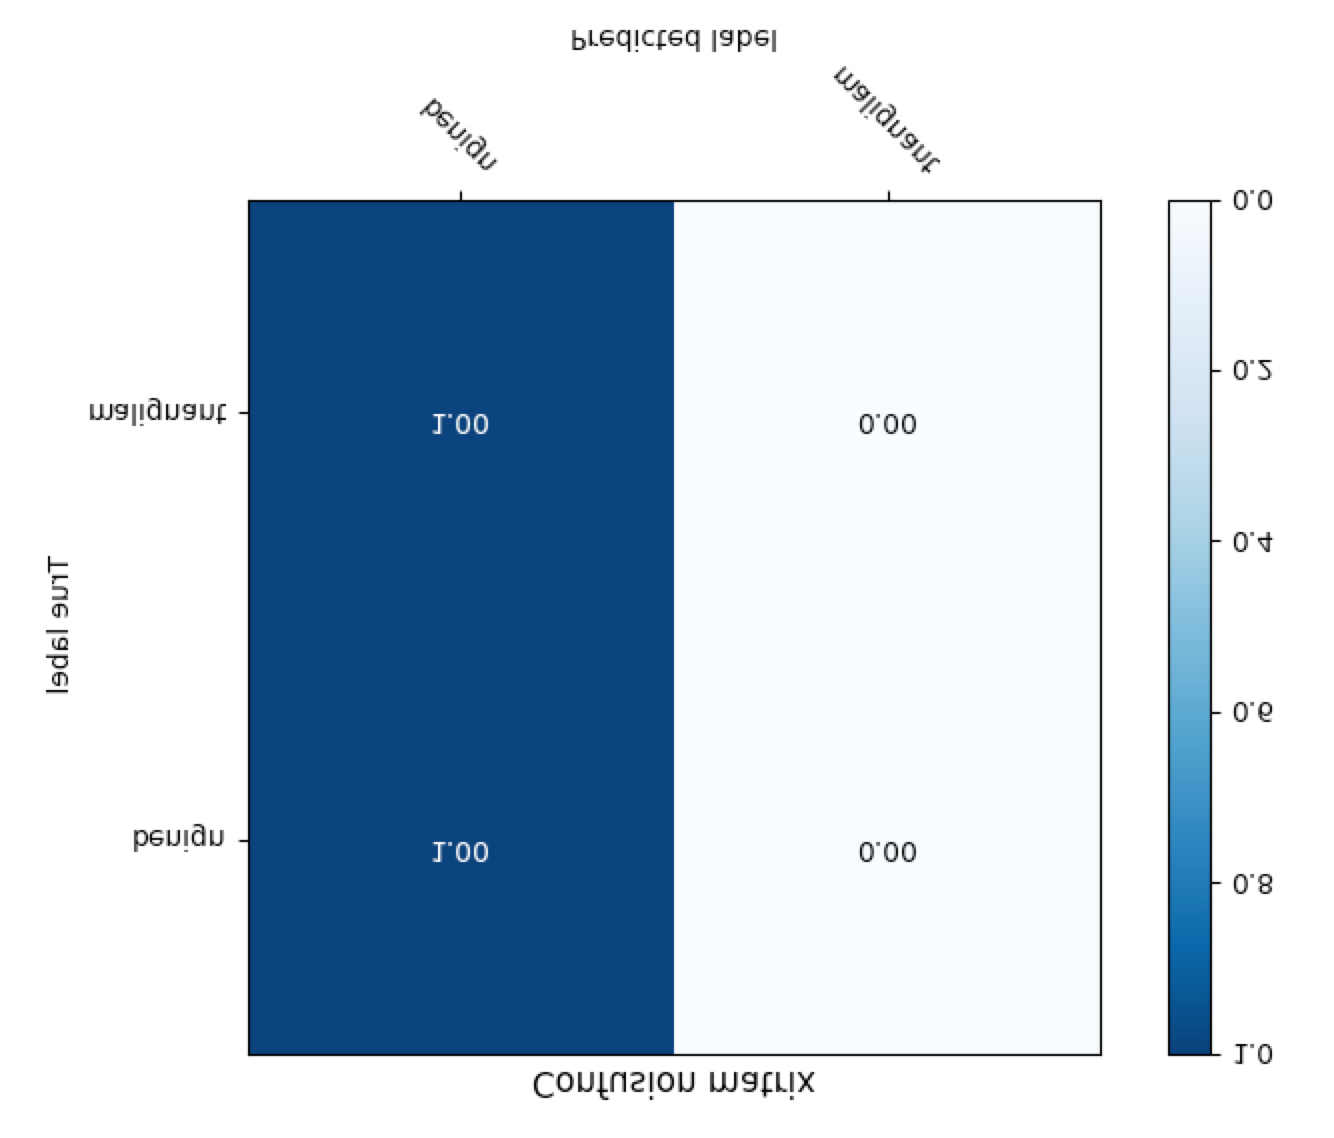 Predicted label
benign
malignant
0.0
malignant
1.00
0.00
0.2
0.4
True label
0.6
benign
1.00
0.00
0.8
1.0
Confusion matrix